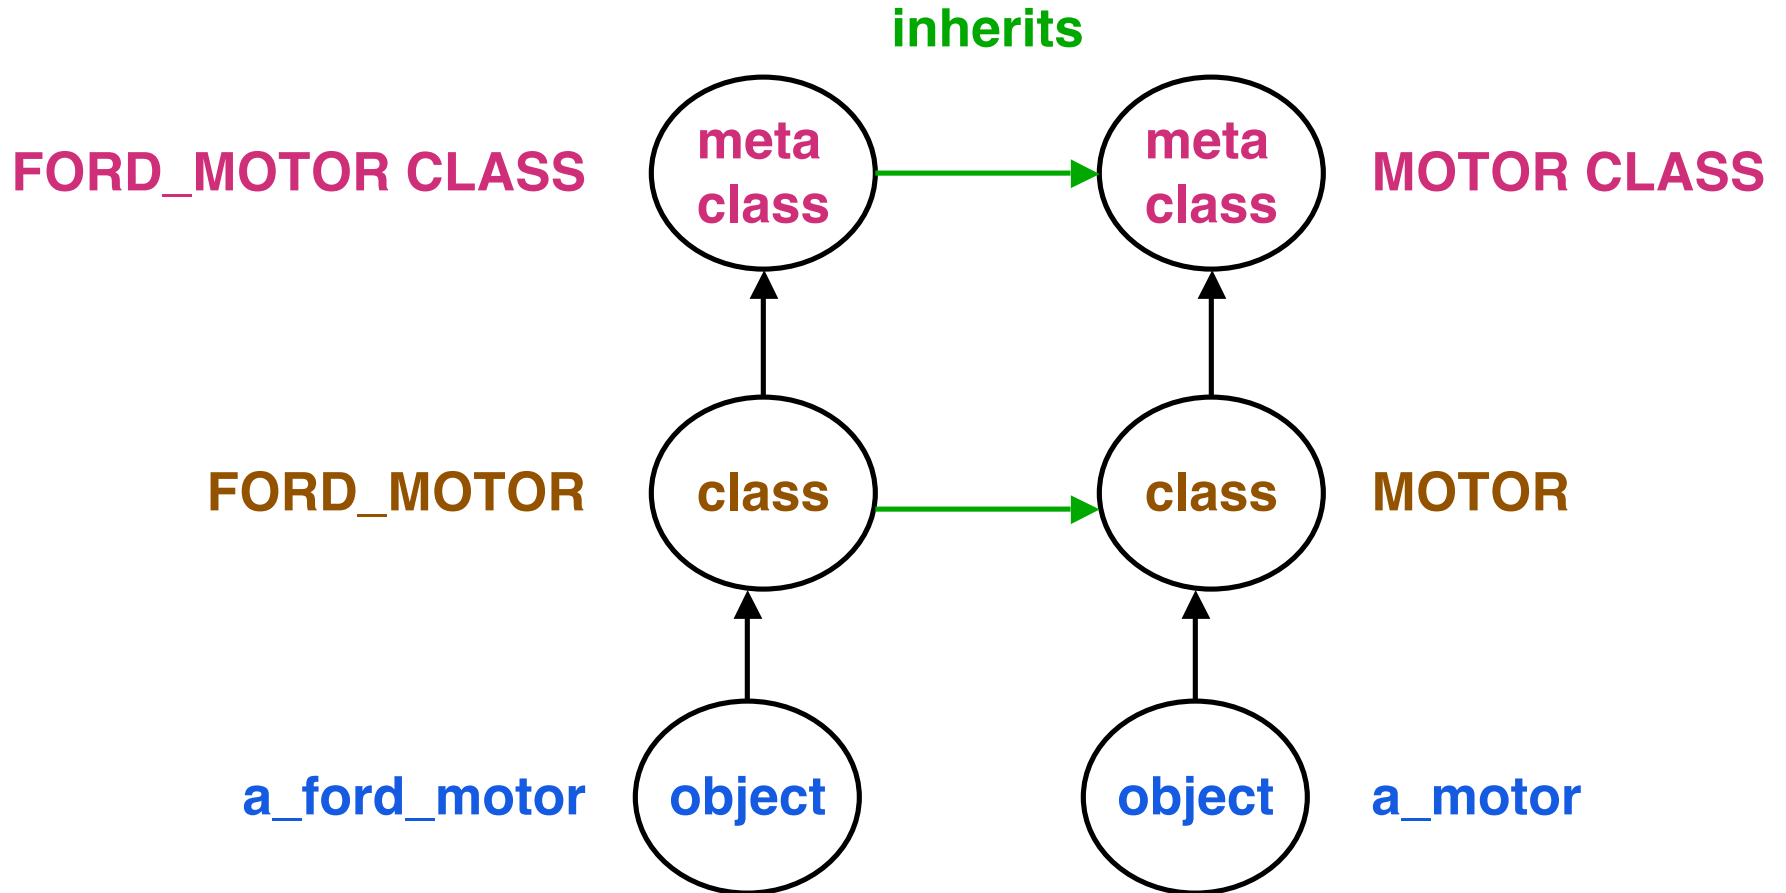 inherits
FORD_MOTOR CLASS
meta
class
meta
class
MOTOR CLASS
FORD_MOTOR
class
class
MOTOR
a_ford_motor
object
object
a_motor